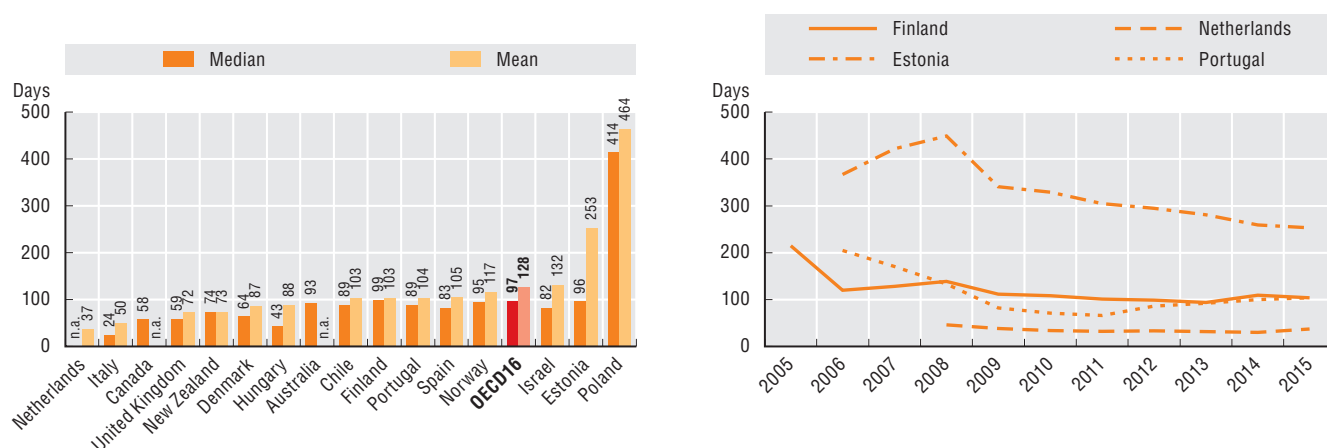 Median Mean
Days
500
400
300
200
100
0
n.a. 37 24 50 58 n.a. 59 72 74 73 64 87 43 88 93 n.a. 89 103 99 103 89 104 83 105 95 117 97 128 82 132 96 253 414 464
Netherlands
Italy
Canada
United Kingdom
New Zealand
Denmark
Hungary
Australia
Chile
Finland
Portugal
Spain
Norway
OECD16
Israel
Estonia
Poland
Finland Netherlands
Estonia Portugal
Days
500
400
300
200
100
0
2005
2006
2007
2008
2009
2010
2011
2012
2013
2014
2015